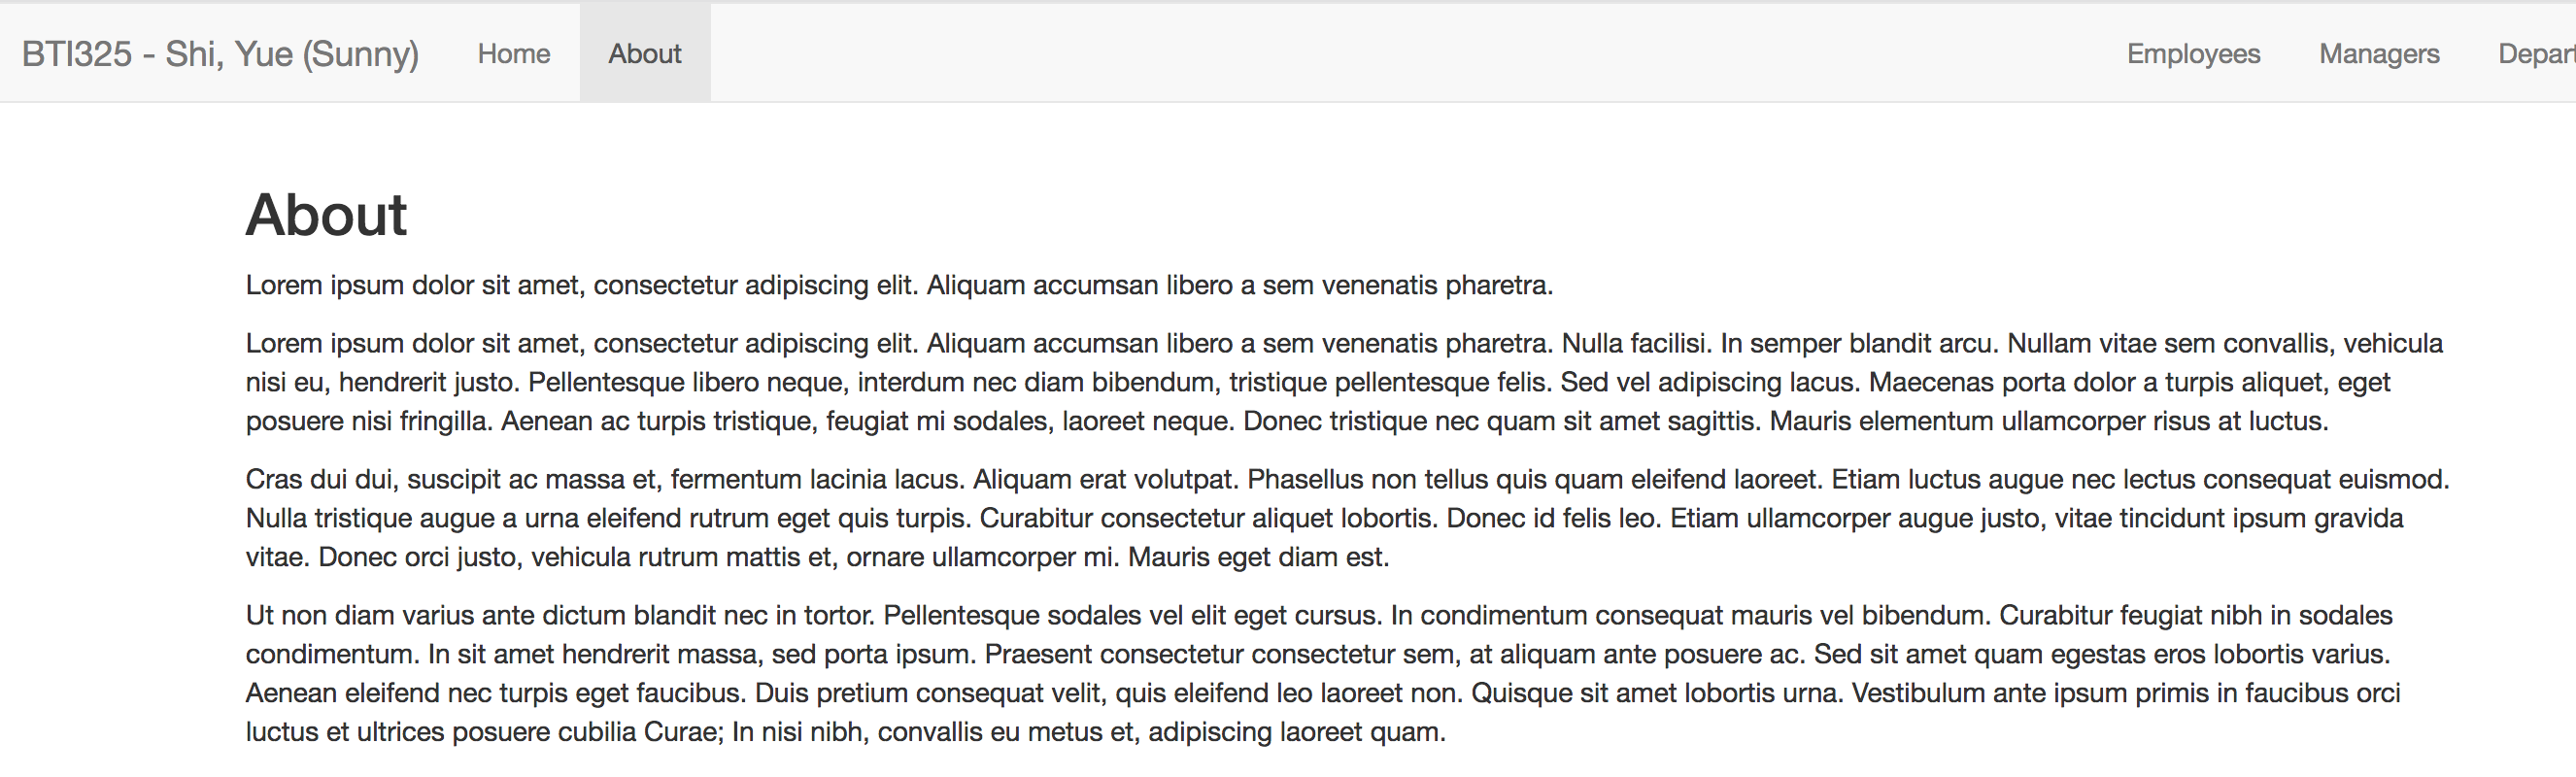 BTI325 - Shi, Yue (Sunny) Home About Employees Managers Depart
About
Lorem ipsum dolor sit amet, consectetur adipiscing elit. Aliquam accumsan libero a sem venenatis pharetra.
Lorem ipsum dolor sit amet, consectetur adipiscing elit. Aliquam accumsan libero a sem venenatis pharetra. Nulla facilisi. In semper blandit arcu. Nullam vitae sem convallis, vehicula
nisi eu, hendrerit justo. Pellentesque libero neque, interdum nec diam bibendum, tristique pellentesque felis. Sed vel adipiscing lacus. Maecenas porta dolor a turpis aliquet, eget
posuere nisi fringilla. Aenean ac turpis tristique, feugiat mi sodales, laoreet neque. Donec tristique nec quam sit amet sagittis. Mauris elementum ullamcorper risus at luctus.
Cras dui dui, suscipit ac massa et, fermentum lacinia lacus. Aliquam erat volutpat. Phasellus non tellus quis quam eleifend laoreet. Etiam luctus augue nec lectus consequat euismod.
Nulla tristique augue a urna eleifend rutrum eget quis turpis. Curabitur consectetur aliquet lobortis. Donec id felis leo. Etiam ullamcorper augue justo, vitae tincidunt ipsum gravida
vitae. Donec orci justo, vehicula rutrum mattis et, ornare ullamcorper mi. Mauris eget diam est.
Ut non diam varius ante dictum blandit nec in tortor. Pellentesque sodales vel elit eget cursus. In condimentum consequat mauris vel bibendum. Curabitur feugiat nibh in sodales
condimentum. In sit amet hendrerit massa, sed porta ipsum. Praesent consectetur consectetur sem, at aliquam ante posuere ac. Sed sit amet quam egestas eros lobortis varius.
Aenean eleifend nec turpis eget faucibus. Duis pretium consequat velit, quis eleifend leo laoreet non. Quisque sit amet lobortis urna. Vestibulum ante ipsum primis in faucibus orci
luctus et ultrices posuere cubilia Curae; In nisi nibh, convallis eu metus et, adipiscing laoreet quam.